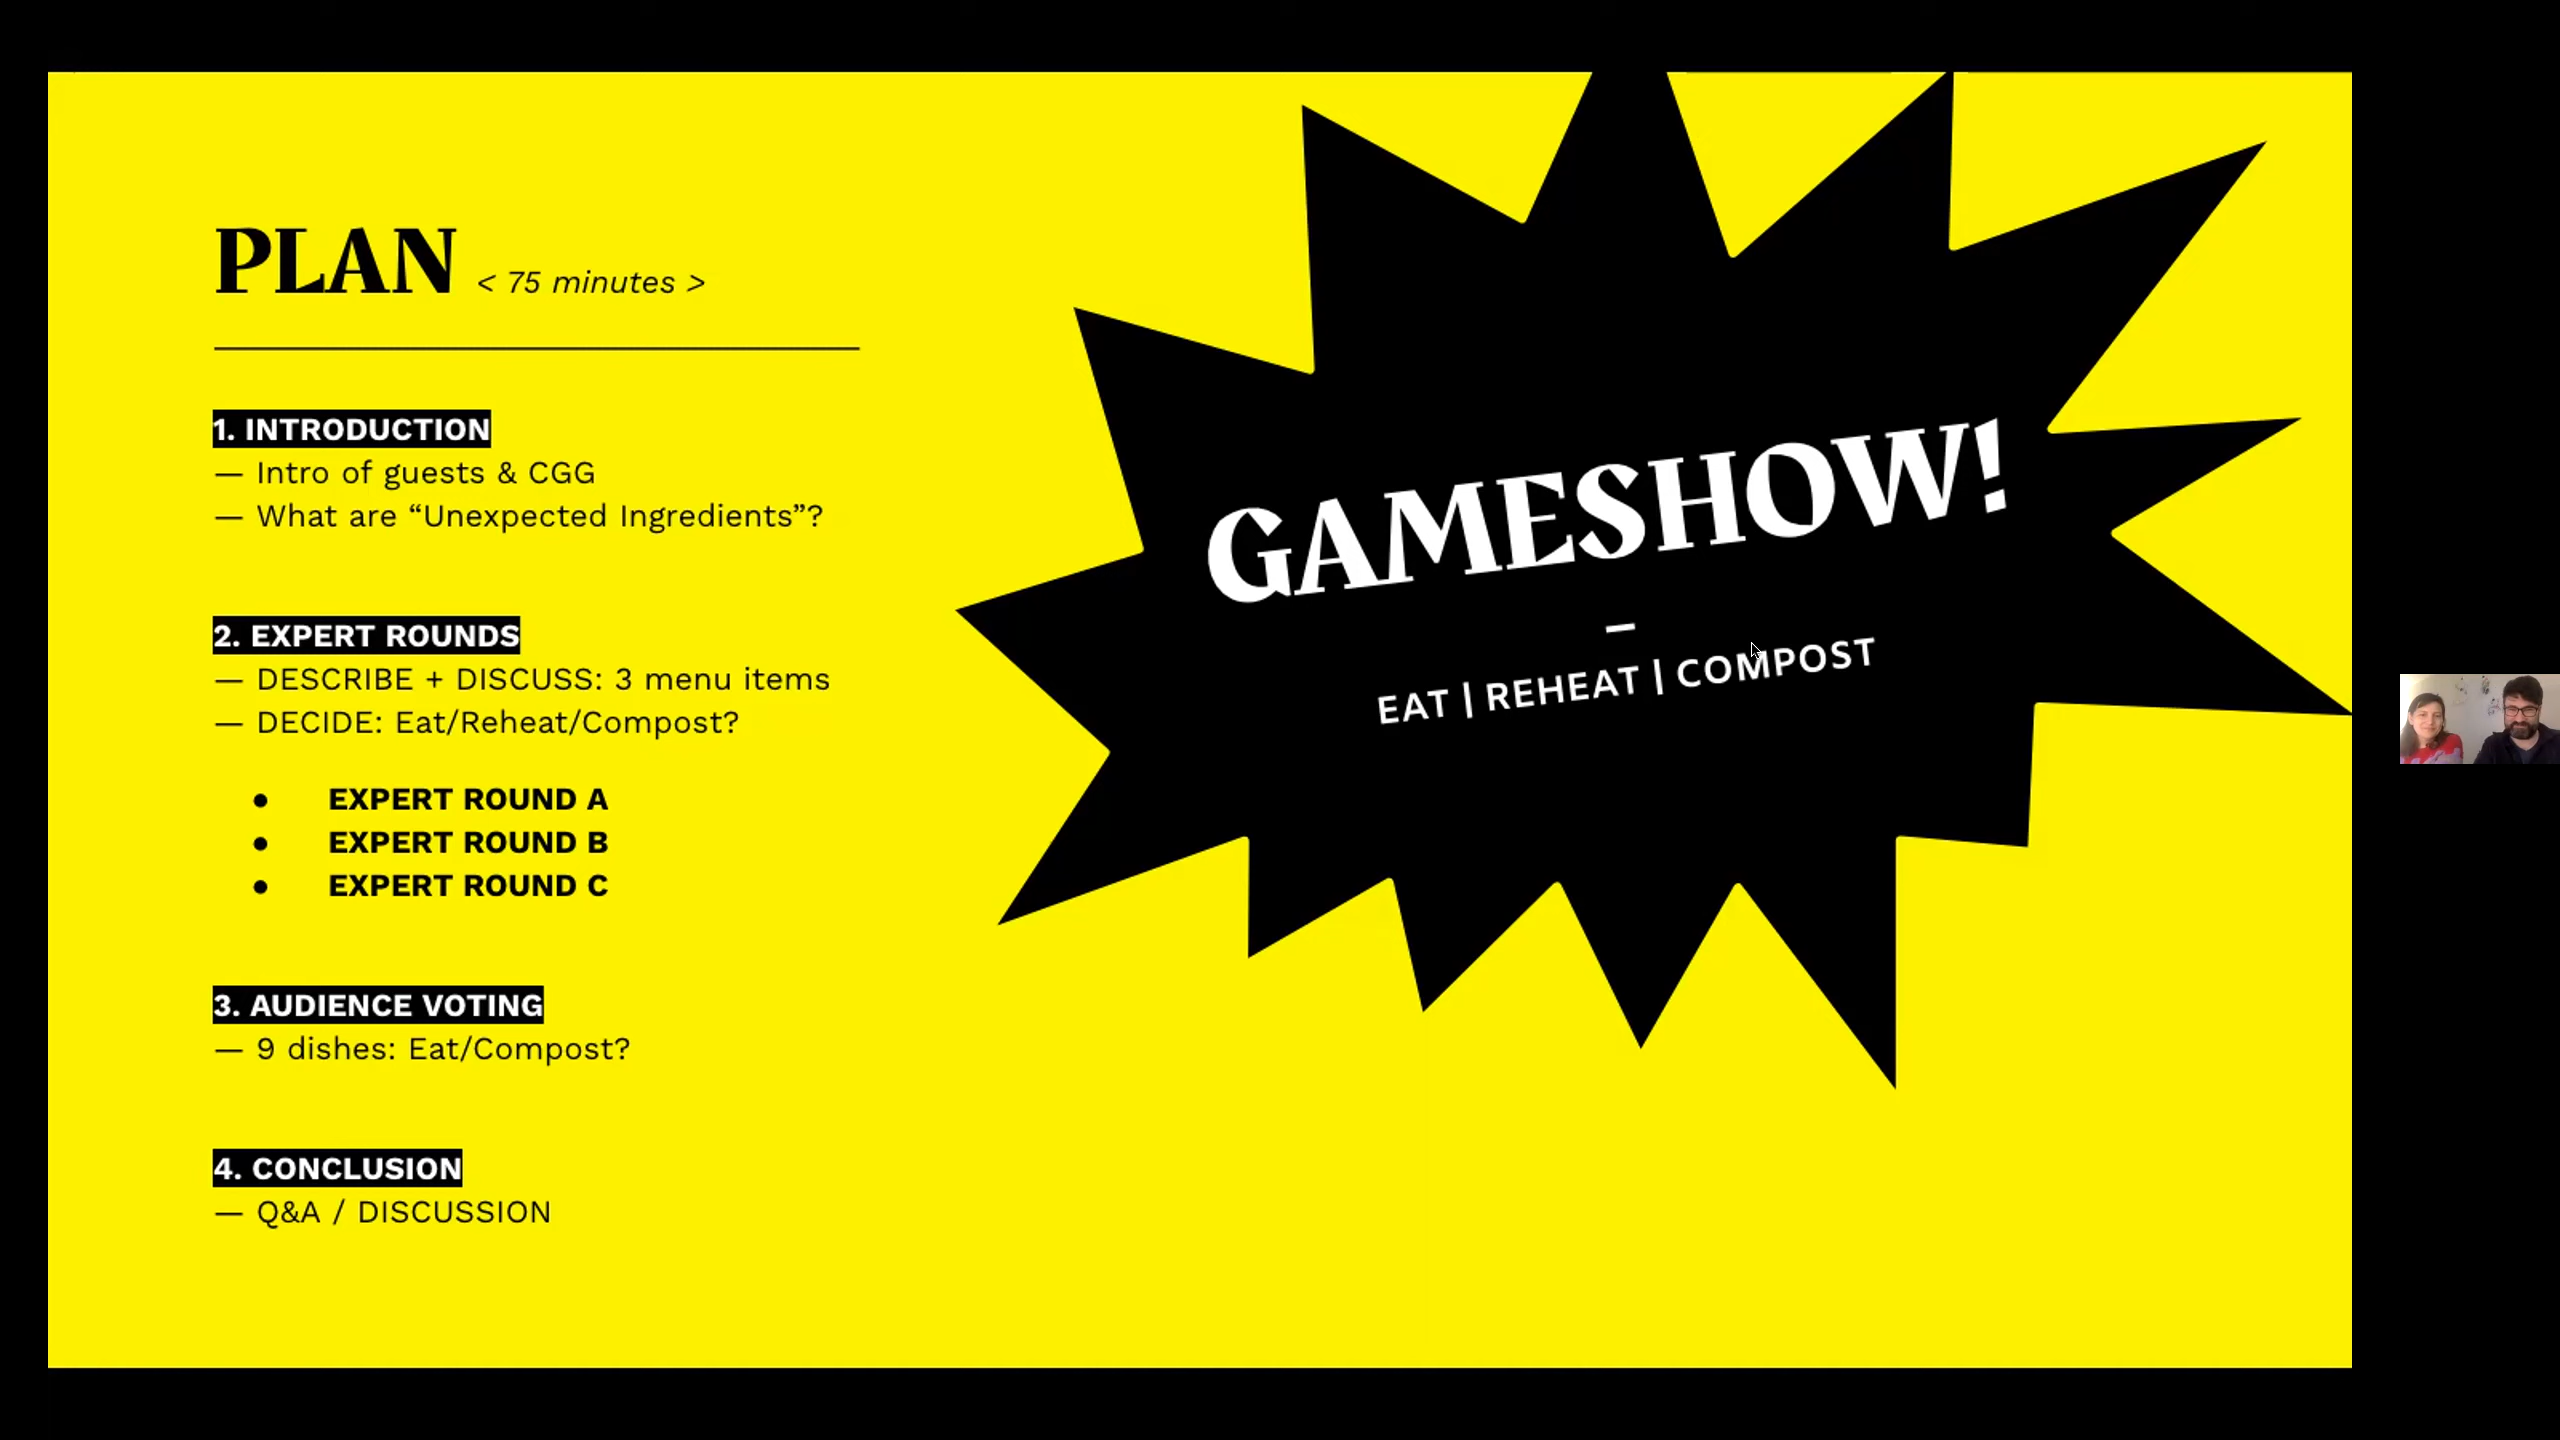 PLAN < 75 minutes >
1. INTRODUCTION
— Intro of guests & CGG
— What are “Unexpected Ingredients”?
2. EXPERT ROUNDS
— DESCRIBE + DISCUSS: 3 menu items
— DECIDE: Eat/Reheat/Compost?
● EXPERT ROUND A
● EXPERT ROUND B
● EXPERT ROUND C
3. AUDIENCE VOTING
— 9 dishes: Eat/Compost?
4. CONCLUSION
— Q&A / DISCUSSION
GAMESHOW!
–
EAT | REHEAT | COMPOST